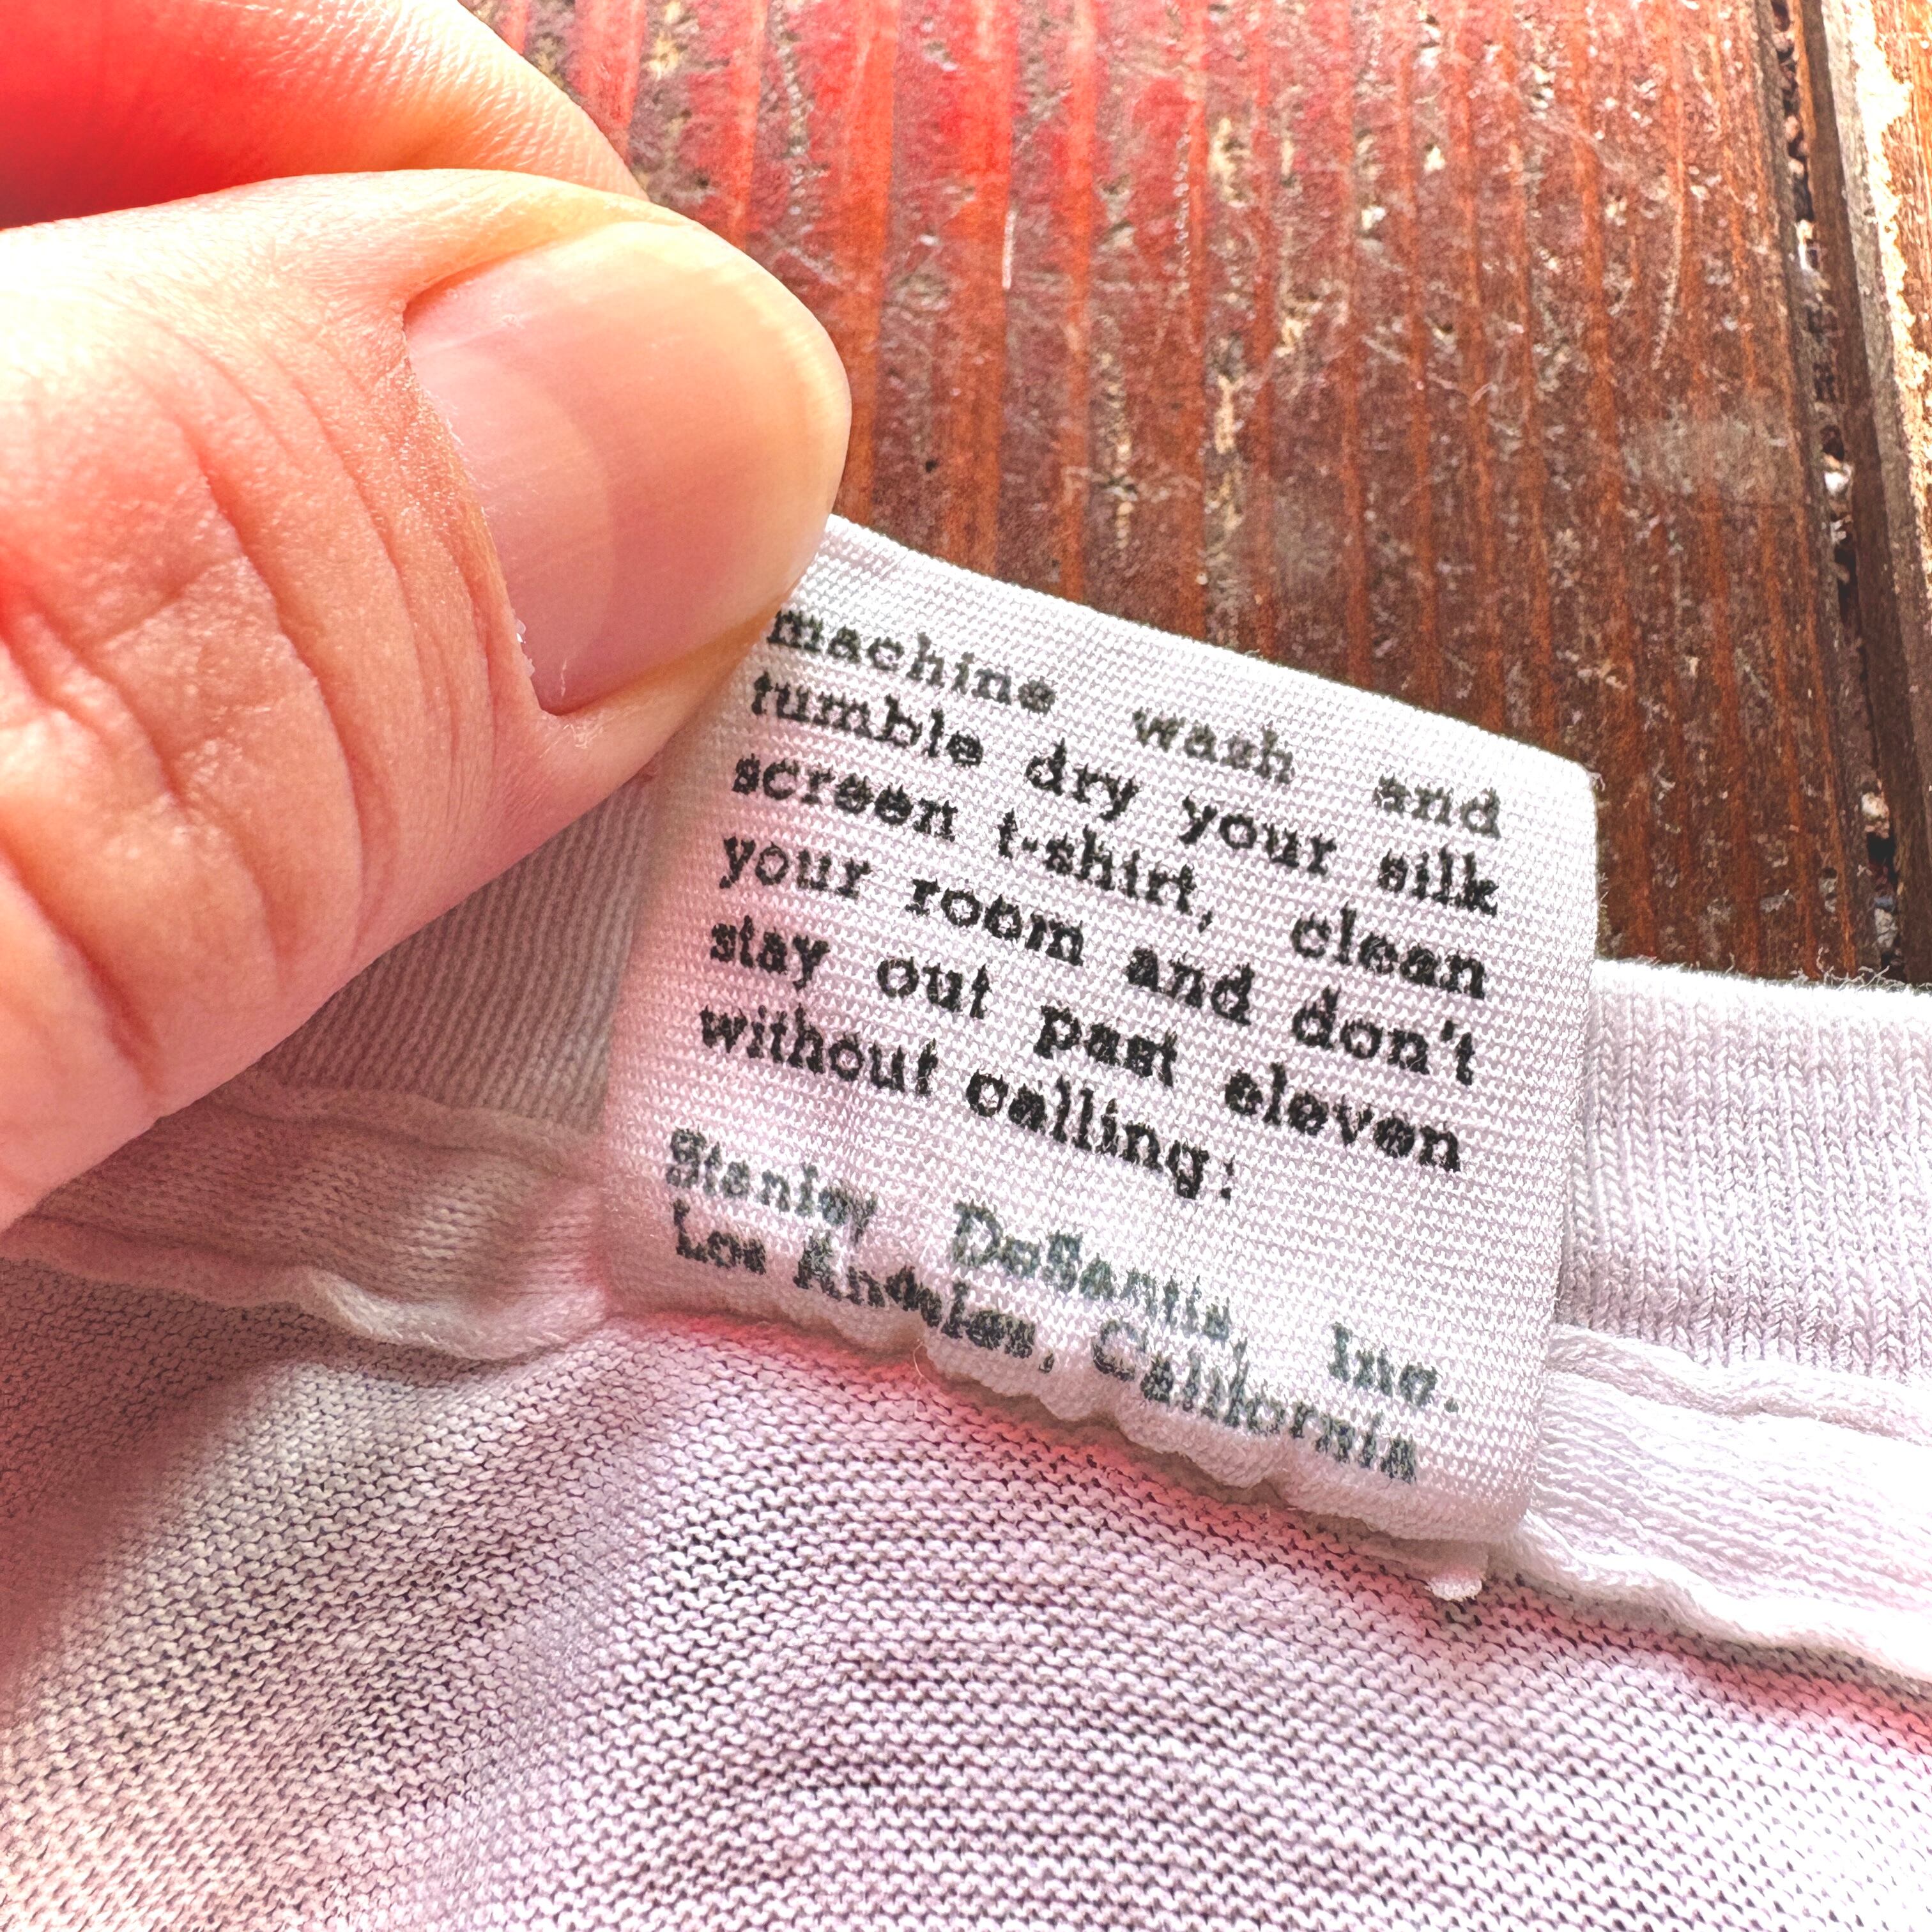 machine wash and
tumble dry your silk
screen t-shirt, clean
your room and don't
stay out past eleven
without calling!
Stanley DeSantis, Inc.
Los Angeles, California